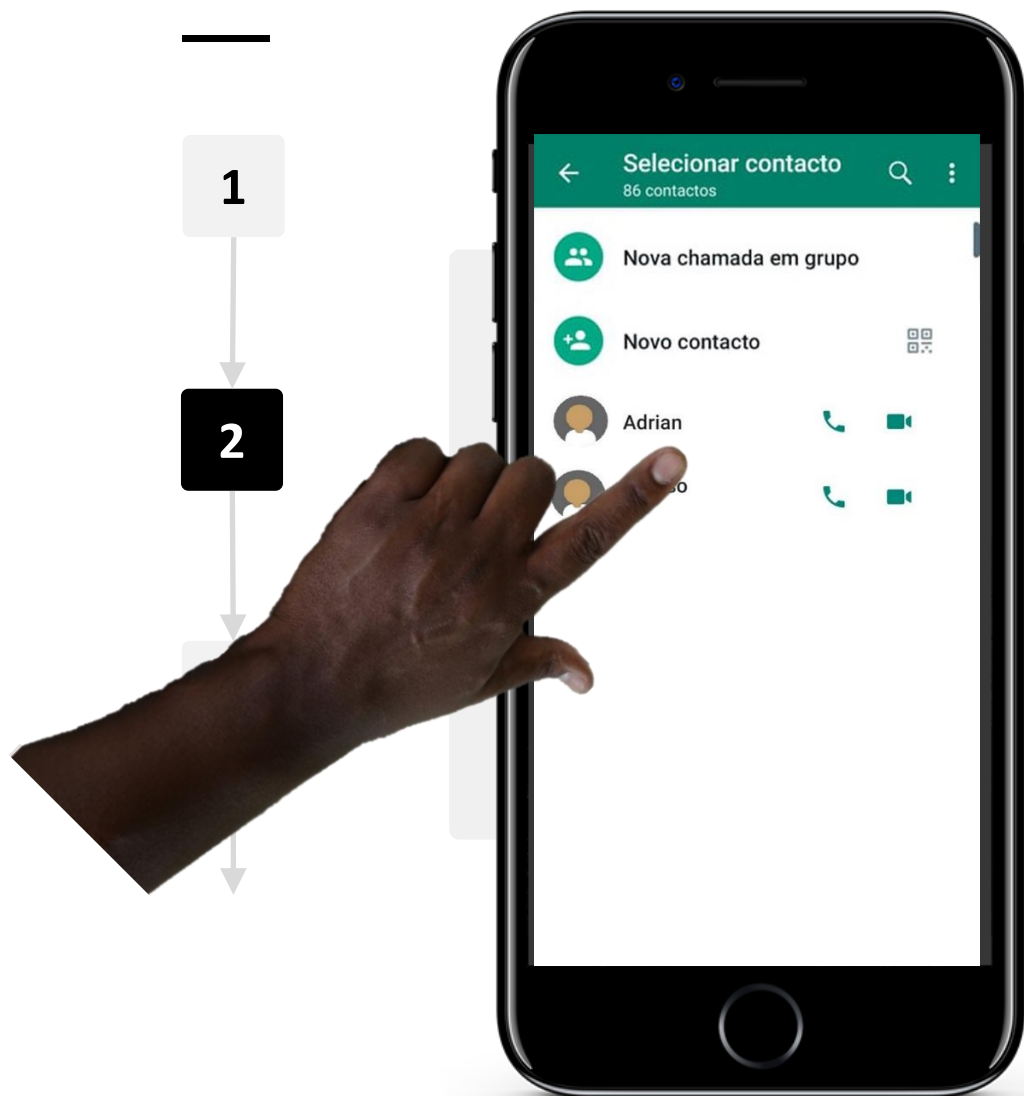 1
2
Selecionar contacto
86 contactos
Nova chamada em grupo
Novo contacto
Adrian